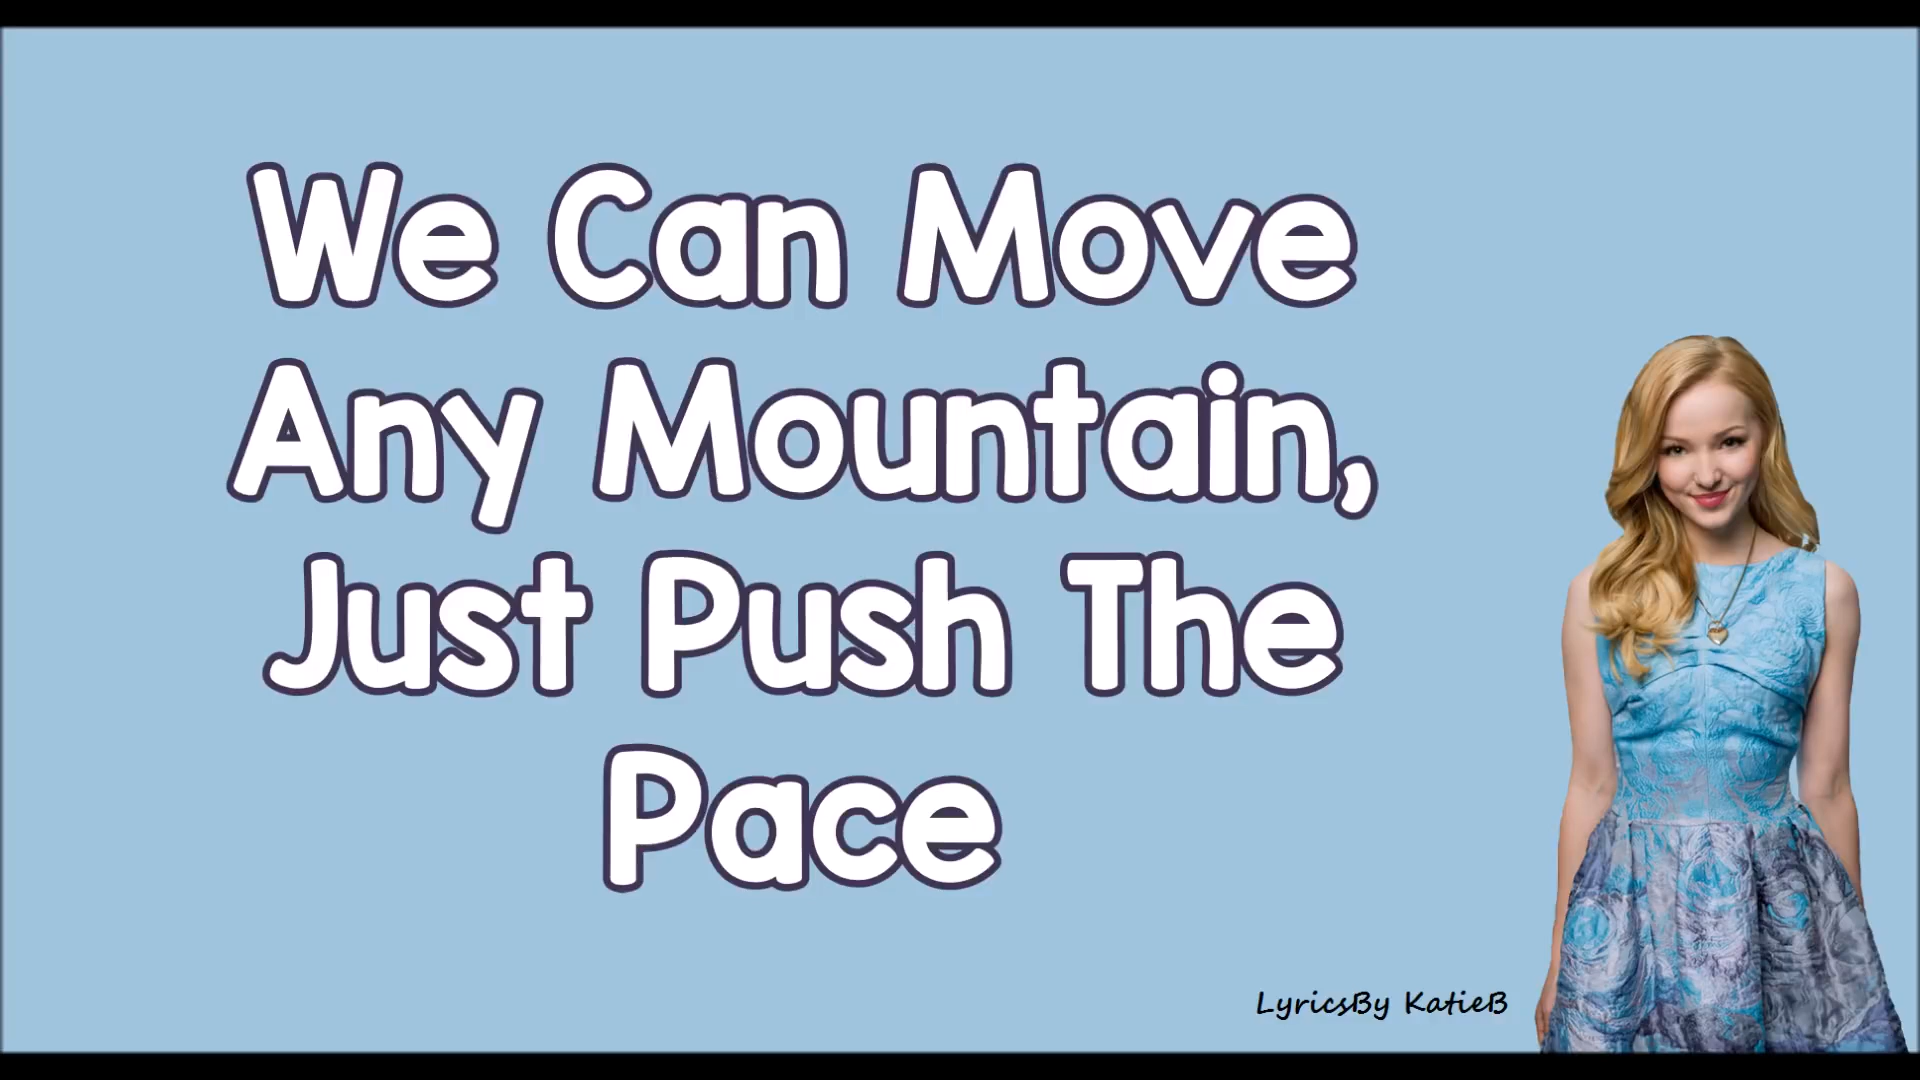 We Can Move
Any Mountain,
Just Push The
Pace
LyricsBy KatieB